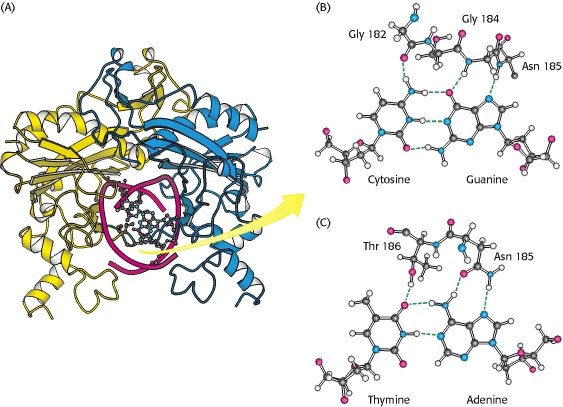 (A)
(B)
Gly 182
Gly 184
Asn 185
Cytosine
Guanine
(C)
Thr 186
Asn 185
Thymine
Adenine